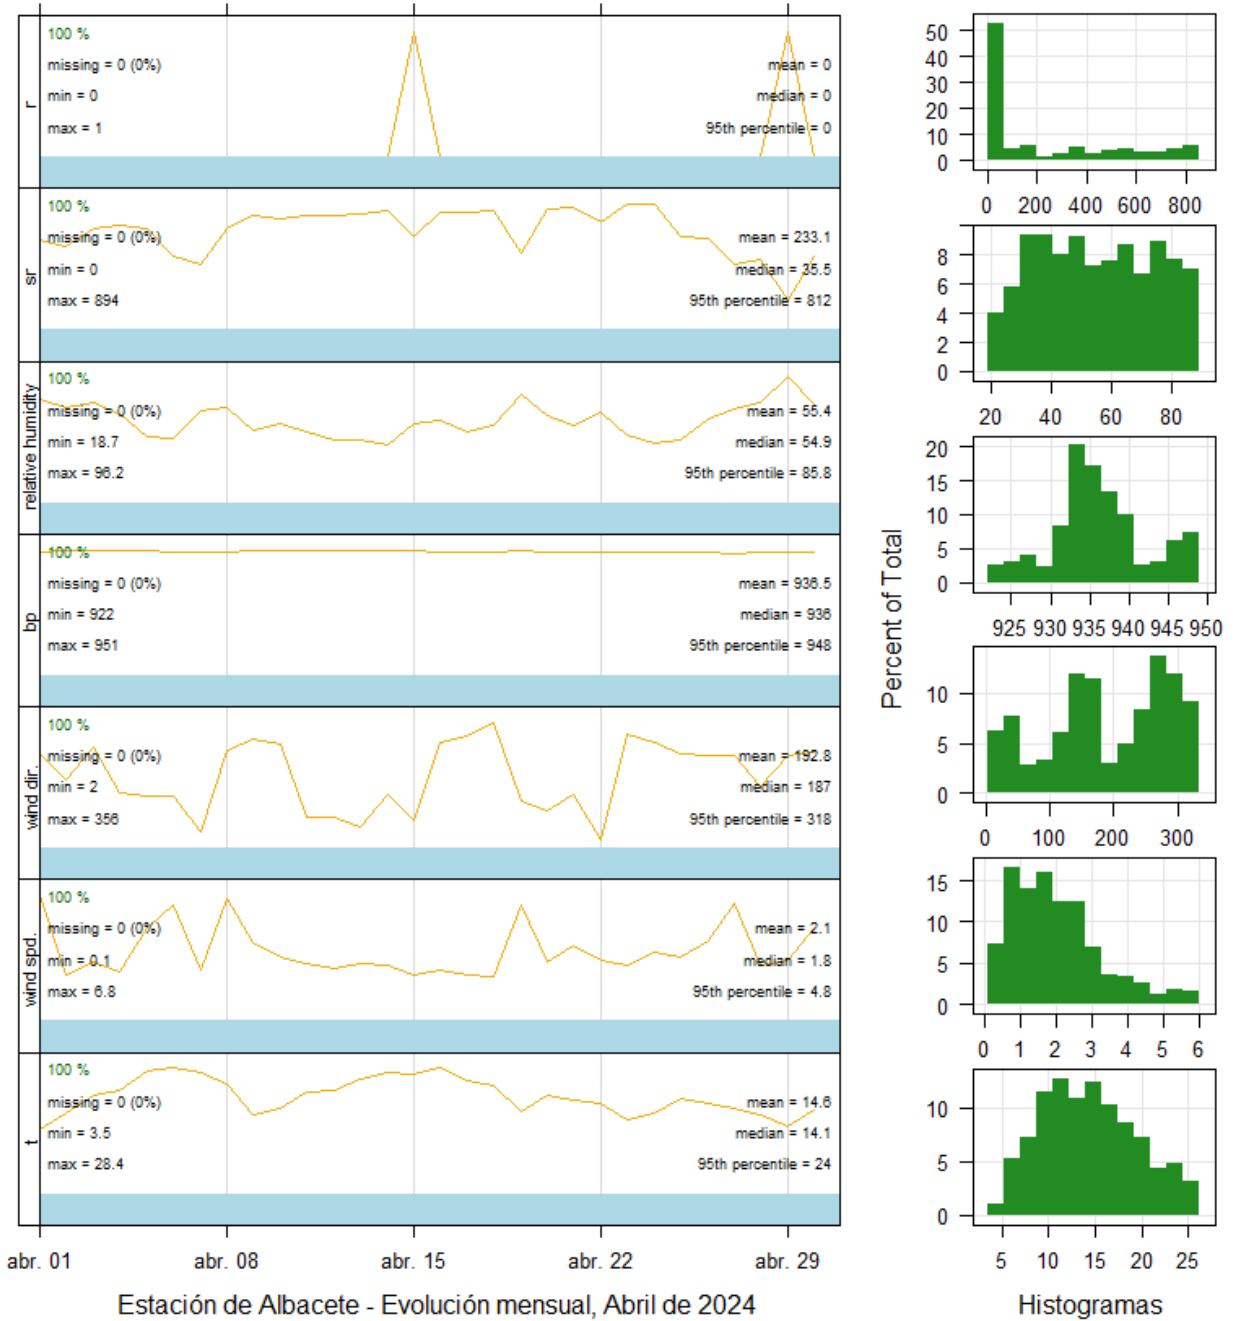 r
100 %
missing = 0 (0%)
min = 0
max = 1
mean = 0
median = 0
95th percentile = 0
sr
100 %
missing = 0 (0%)
min = 0
max = 894
mean = 233.1
median = 35.5
95th percentile = 812
relative humidity
100 %
missing = 0 (0%)
min = 18.7
max = 96.2
mean = 55.4
median = 54.9
95th percentile = 85.8
bp
100 %
missing = 0 (0%)
min = 922
max = 951
mean = 936.5
median = 936
95th percentile = 948
wind dir.
100 %
missing = 0 (0%)
min = 2
max = 356
mean = 192.8
median = 187
95th percentile = 318
wind spd.
100 %
missing = 0 (0%)
min = 0.1
max = 6.8
mean = 2.1
median = 1.8
95th percentile = 4.8
t
100 %
missing = 0 (0%)
min = 3.5
max = 28.4
mean = 14.6
median = 14.1
95th percentile = 24
abr. 01 abr. 08 abr. 15 abr. 22 abr. 29
Estación de Albacete - Evolución mensual, Abril de 2024
Percent of Total
50
40
30
20
10
0
0 200 400 600 800
8
6
4
2
0
20 40 60 80
20
15
10
5
0
925 930 935 940 945 950
10
5
0
0 100 200 300
15
10
5
0
0 1 2 3 4 5 6
10
5
0
5 10 15 20 25
Histogramas